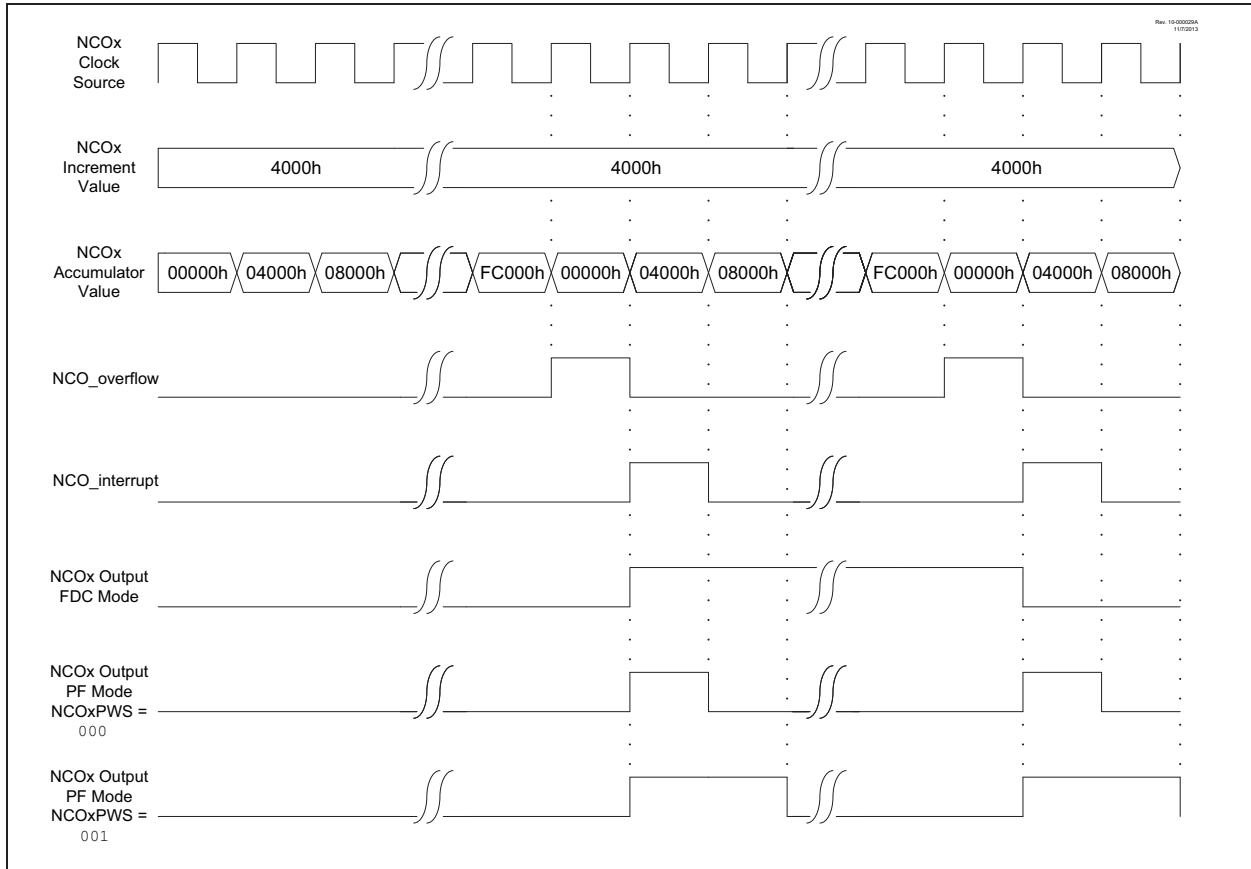 Rev. 10-000029A
11/7/2013
NCOx
Clock
Source
NCOx
Increment
Value
4000h
4000h
4000h
NCOx
Accumulator
Value
00000h
04000h
08000h
FC000h
00000h
04000h
08000h
FC000h
00000h
04000h
08000h
NCO_overflow
NCO_interrupt
NCOx Output
FDC Mode
NCOx Output
PF Mode
NCOxPWS =
000
NCOx Output
PF Mode
NCOxPWS =
001